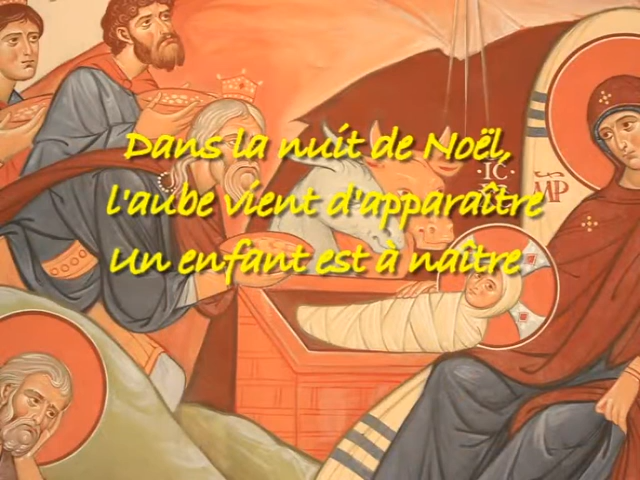 Dans la nuit de Noël,
l'aube vient d'apparaître
Un enfant est à naître
IC
MP